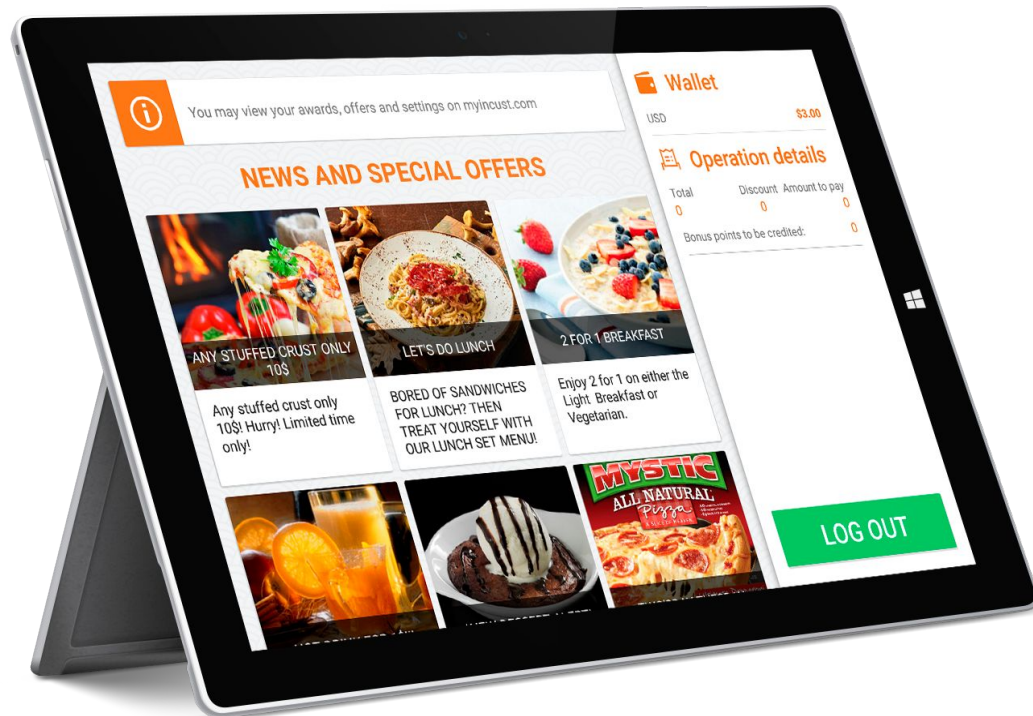 You may view your awards, offers and settings on myincust.com
NEWS AND SPECIAL OFFERS
ANY STUFFED CRUST ONLY
10$
Any stuffed crust only
10$! Hurry! Limited time
only!
LET'S DO LUNCH
BORED OF SANDWICHES
FOR LUNCH? THEN
TREAT YOURSELF WITH
OUR LUNCH SET MENU!
2 FOR 1 BREAKFAST
Enjoy 2 for 1 on either the
Light Breakfast or
Vegetarian.
MYSTIC
ALL NATURAL
Pizza
Wallet
USD $3.00
Operation details
Total Discount Amount to pay
0 0 0
Bonus points to be credited: 0
LOG OUT